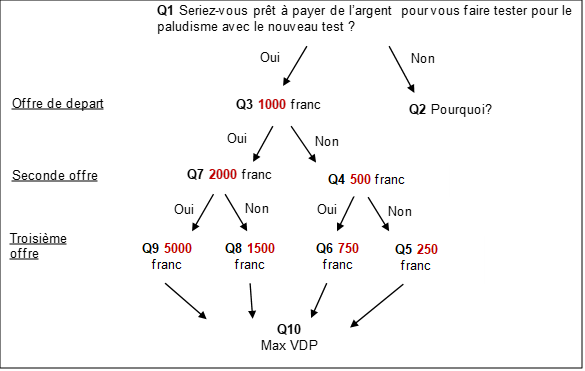 Q1 Seriez-vous prêt à payer de l’argent pour vous faire tester pour le
paludisme avec le nouveau test ?
Oui
Non
Offre de depart
Q3 1000 franc
Q2 Pourquoi?
Oui
Non
Seconde offre
Q7 2000 franc
Q4 500 franc
Oui
Non
Oui
Non
Troisième
offre
Q9 5000
franc
Q8 1500
franc
Q6 750
franc
Q5 250
franc
Q10
Max VDP